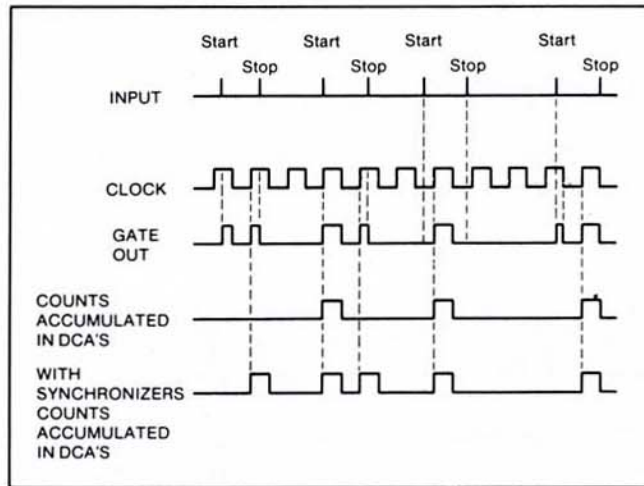 Start Start Start Start
Stop Stop Stop Stop
INPUT
CLOCK
GATE
OUT
COUNTS
ACCUMULATED
IN DCA'S
WITH
SYNCHRONIZERS
COUNTS
ACCUMULATED
IN DCA'S